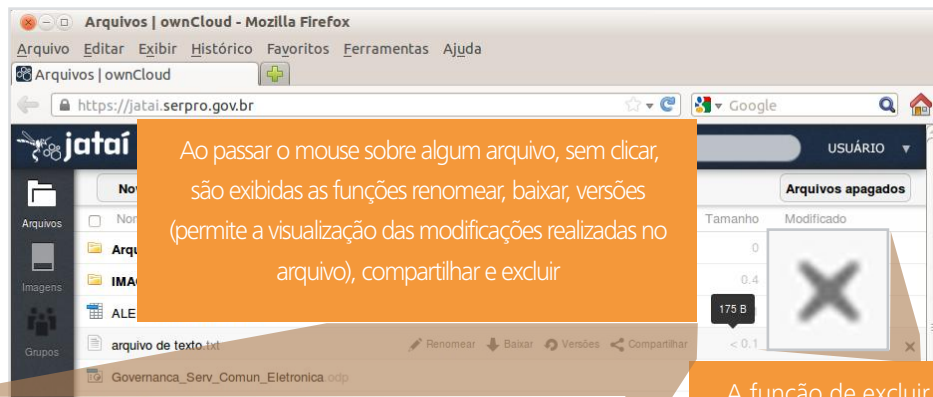 Arquivos | ownCloud - Mozilla Firefox
Arquivo Editar Exibir Histórico Favoritos Ferramentas Ajuda
Arquivos | ownCloud
https://jatai.serpro.gov.br
Google
jataí
USUÁRIO
Ao passar o mouse sobre algum arquivo, sem clicar,
são exibidas as funções renomear, baixar, versões
(permite a visualização das modificações realizadas no
arquivo), compartilhar e excluir
Arquivos apagados
Arquivos
Tamanho Modificado
0
Imagens
0.4
ALE
175 B
arquivo de texto.txt Renomear Baixar Versões Compartilhar < 0.1
Grupos
Governanca_Serv_Comun_Eletronica.odp
A função de excluir